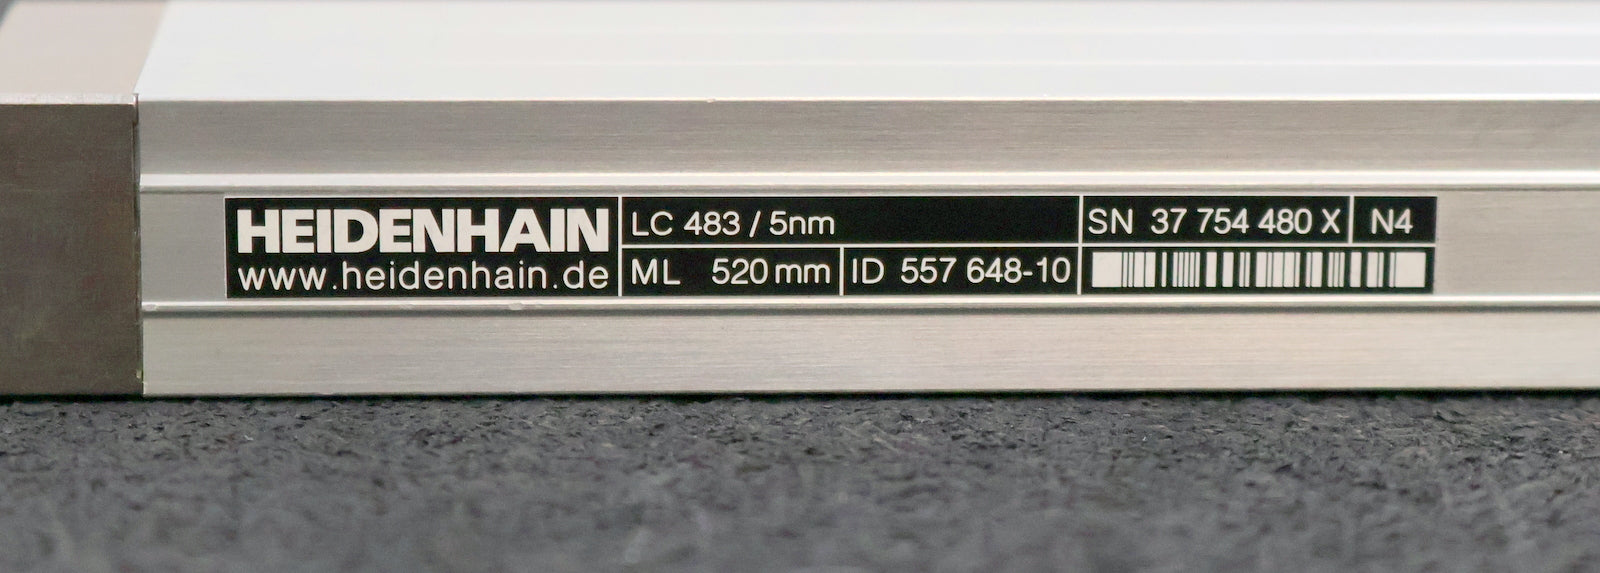 HEIDENHAIN
www.heidenhain.de
LC 483 / 5nm
ML 520 mm
ID 557 648-10
SN 37 754 480 X
N4